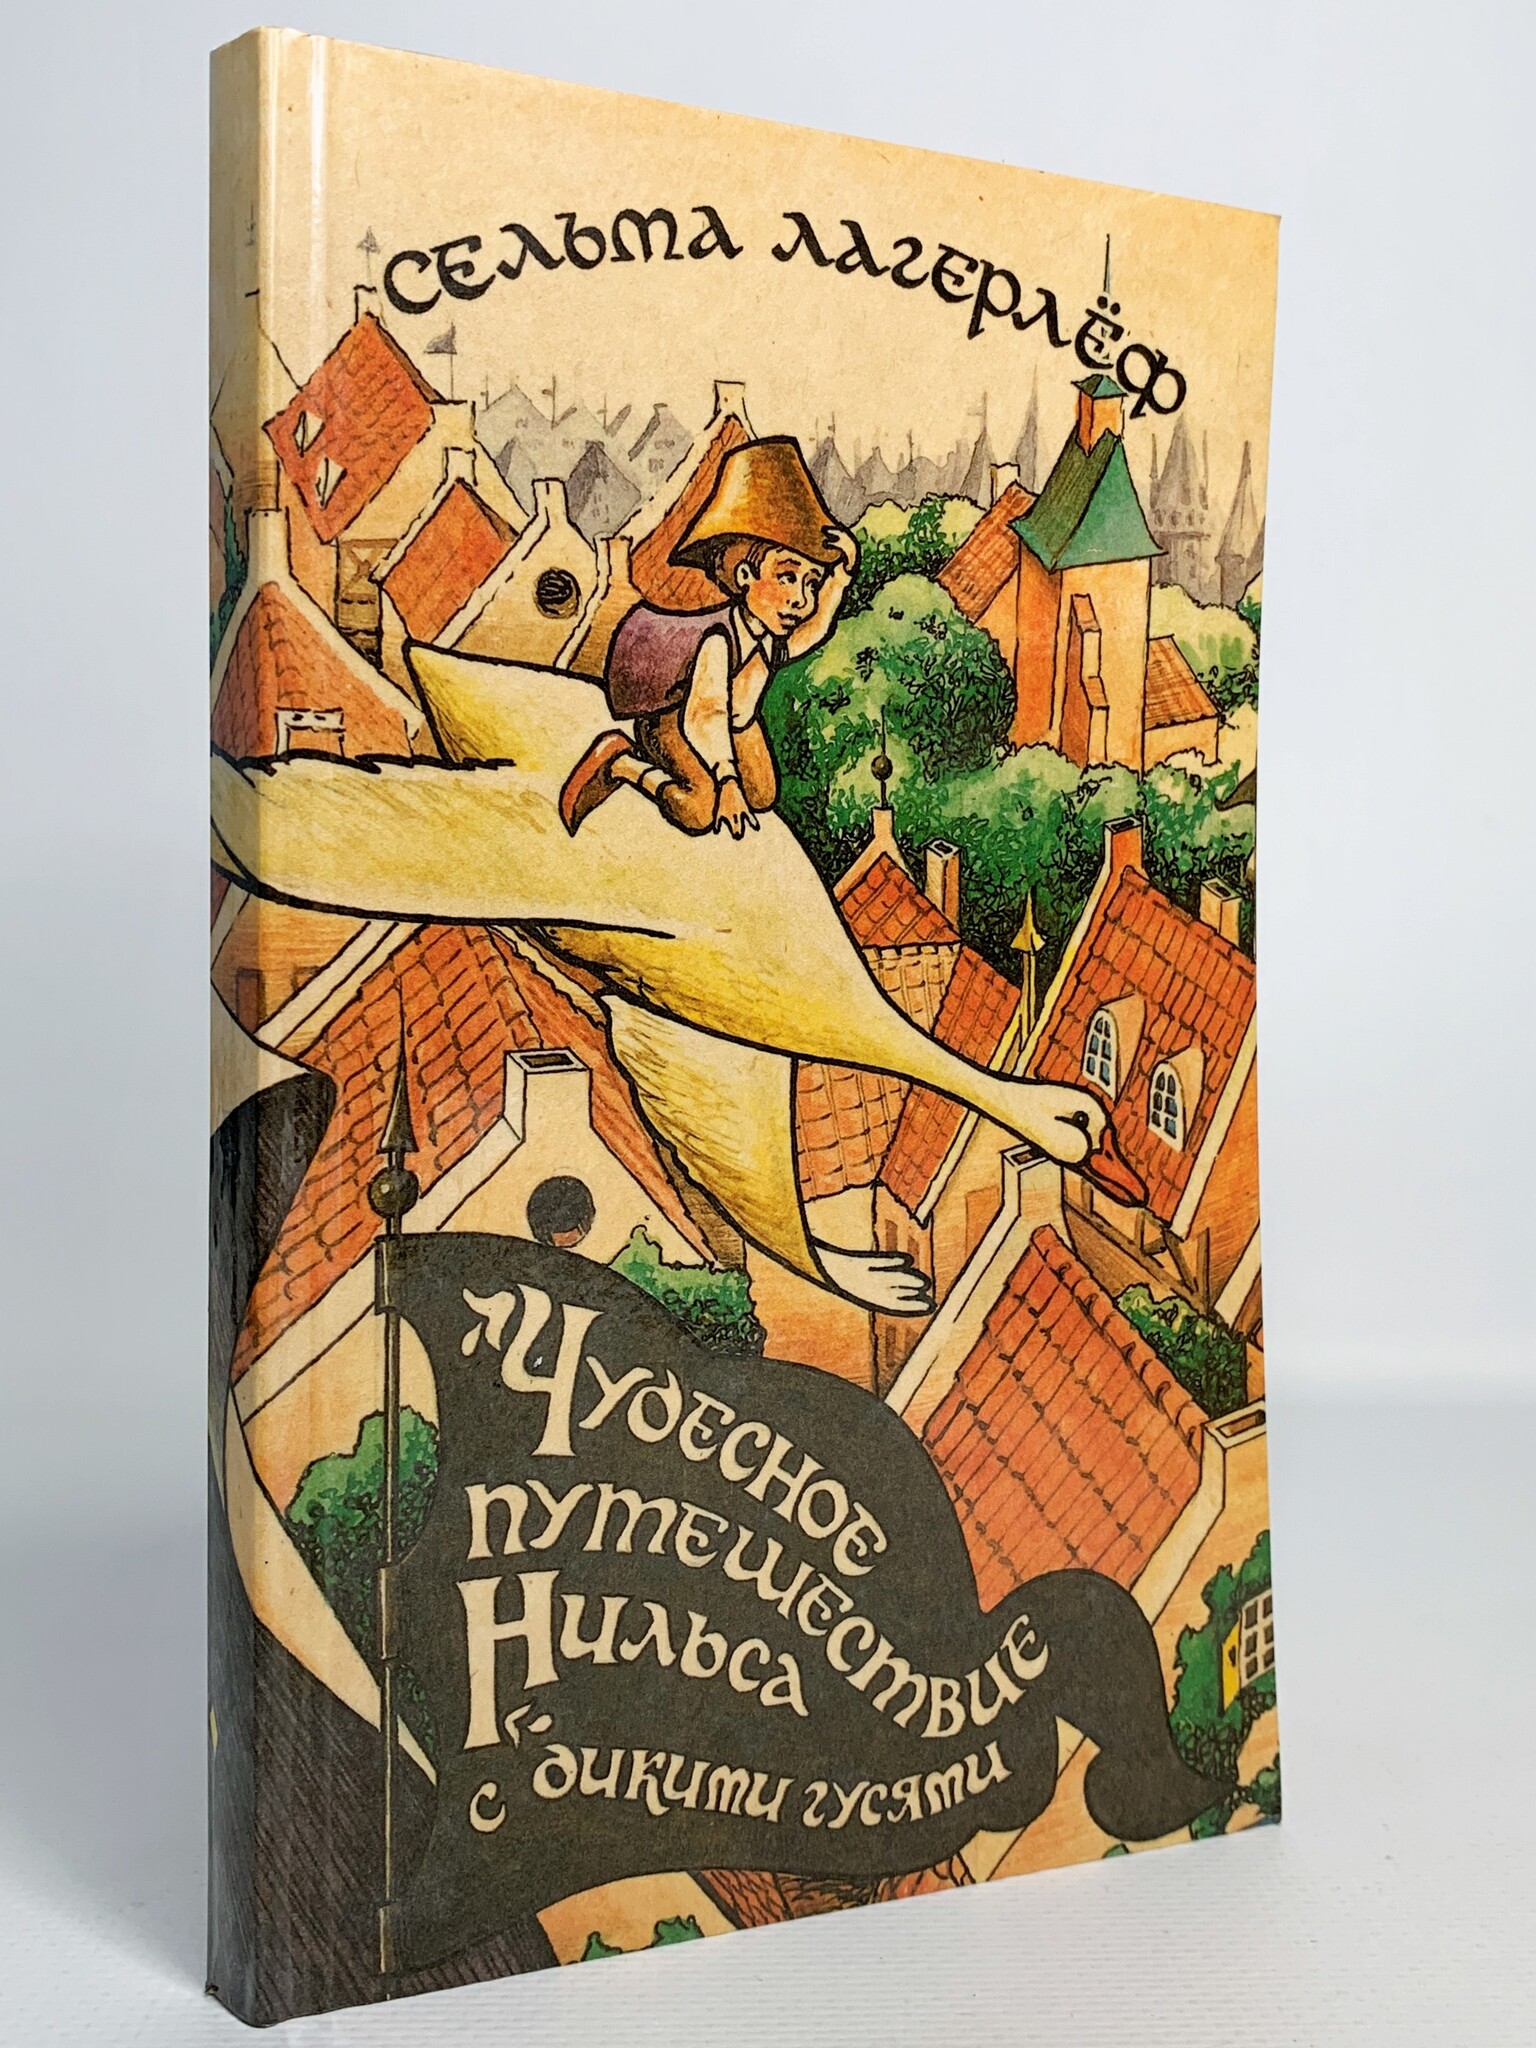 Сельма Лагерлёф
Чудесное
путешествие
Нильса
с дикими гусями